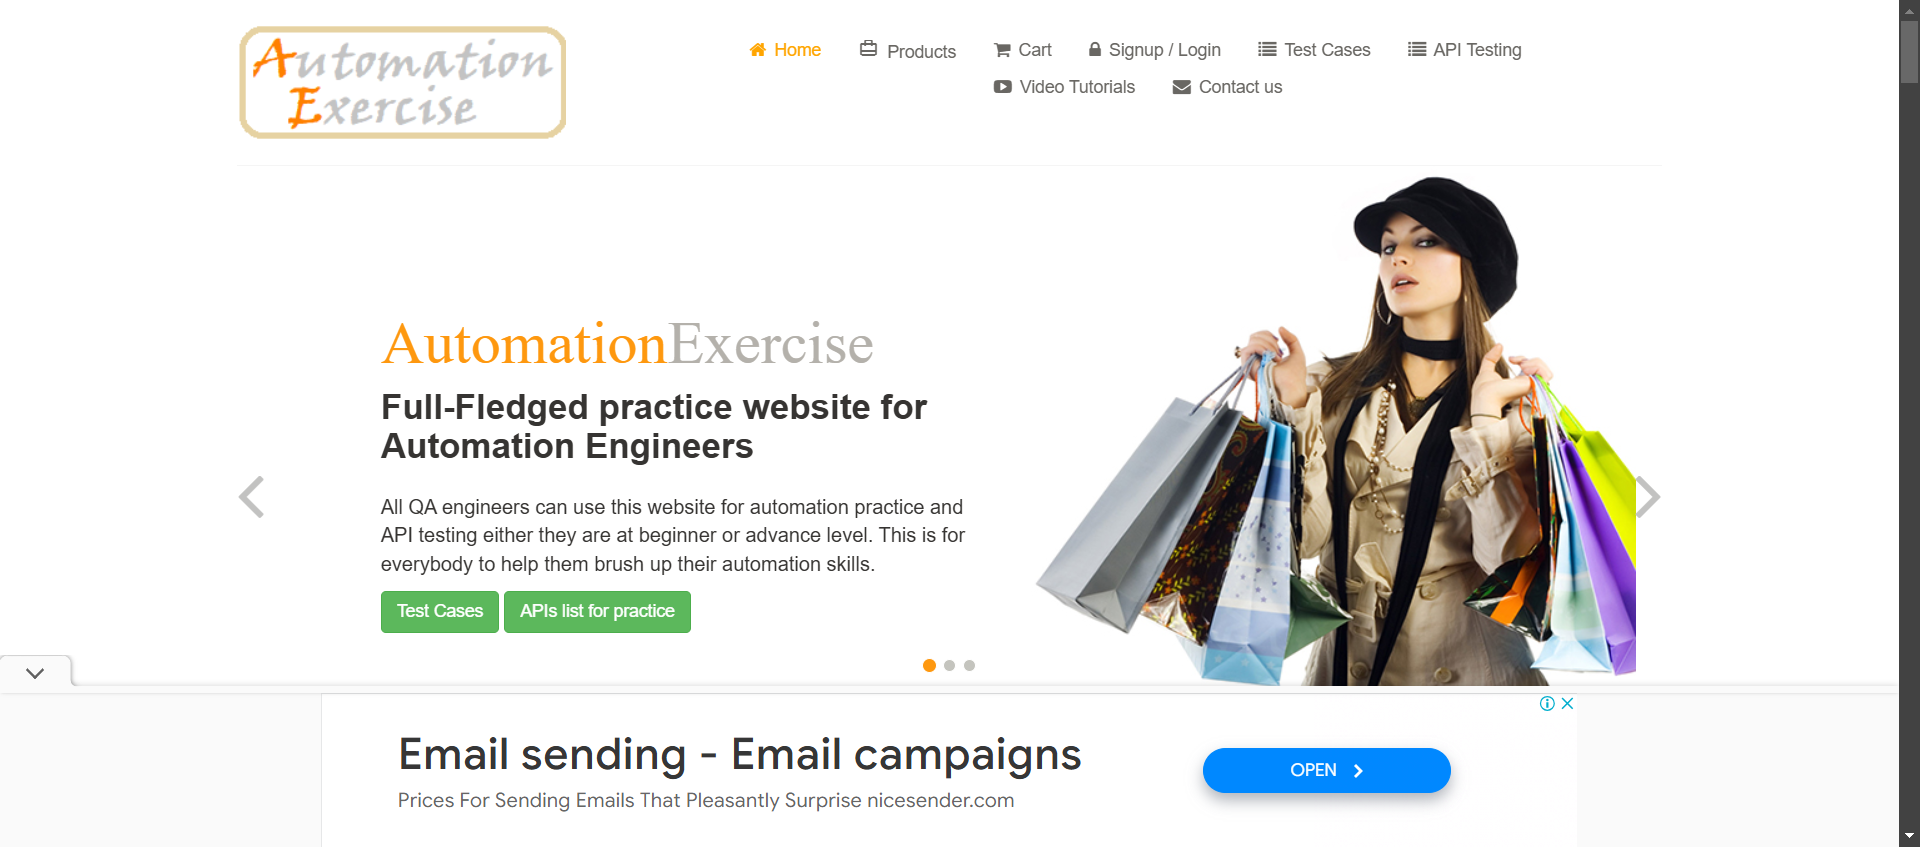 Automation
Exercise
Home
Products
Cart
Signup / Login
Test Cases
API Testing
Video Tutorials
Contact us
AutomationExercise
Full-Fledged practice website for
Automation Engineers
All QA engineers can use this website for automation practice and
API testing either they are at beginner or advance level. This is for
everybody to help them brush up their automation skills.
Test Cases
APIs list for practice
Email sending - Email campaigns
Prices For Sending Emails That Pleasantly Surprise nicesender.com
OPEN